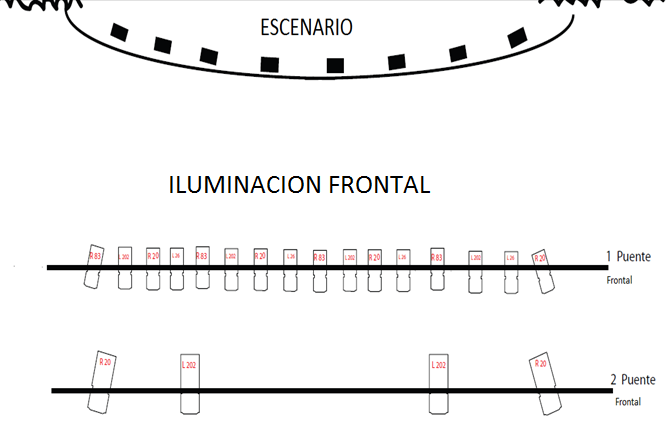 ESCENARIO
ILUMINACION FRONTAL
R 83 L 202 R 20 L 26 R 83 L 202 R 20 L 26 R 83 L 202 R 20 L 26 R 83 L 202 L 26 R 20
1 Puente
Frontal
R 20 L 202 L 202 R 20
2 Puente
Frontal